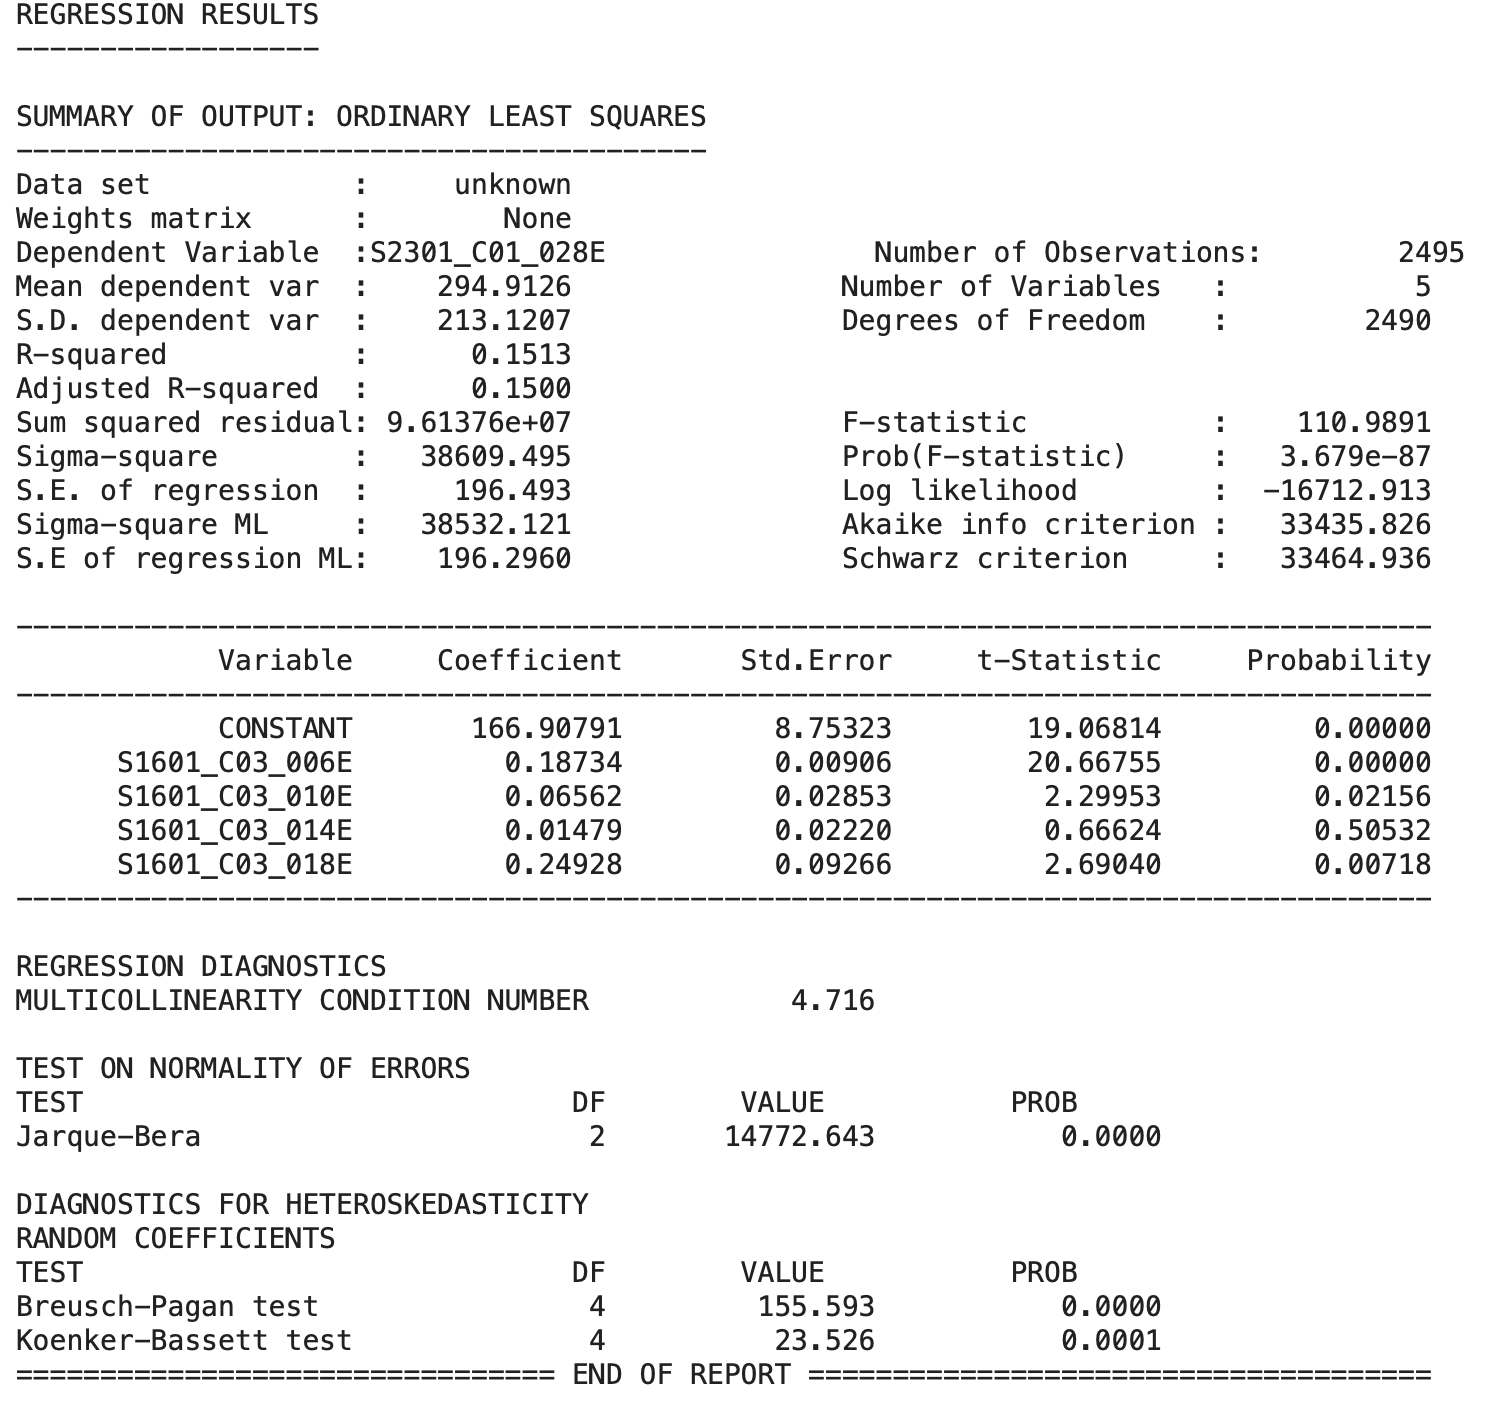 REGRESSION RESULTS
------------------

SUMMARY OF OUTPUT: ORDINARY LEAST SQUARES
-----------------------------------------
Data set            :     unknown
Weights matrix      :        None
Dependent Variable  :S2301_C01_028E                Number of Observations:        2495
Mean dependent var  :    294.9126                Number of Variables   :           5
S.D. dependent var  :    213.1207                Degrees of Freedom    :        2490
R-squared           :      0.1513
Adjusted R-squared  :      0.1500
Sum squared residual: 9.61376e+07                F-statistic           :    110.9891
Sigma-square        :   38609.495                Prob(F-statistic)     :   3.679e-87
S.E. of regression  :     196.493                Log likelihood        :  -16712.913
Sigma-square ML     :   38532.121                Akaike info criterion :   33435.826
S.E of regression ML:    196.2960                Schwarz criterion     :   33464.936

------------------------------------------------------------------------------------
            Variable     Coefficient       Std.Error     t-Statistic     Probability
------------------------------------------------------------------------------------
            CONSTANT       166.90791         8.75323        19.06814         0.00000
      S1601_C03_006E         0.18734         0.00906        20.66755         0.00000
      S1601_C03_010E         0.06562         0.02853         2.29953         0.02156
      S1601_C03_014E         0.01479         0.02220         0.66624         0.50532
      S1601_C03_018E         0.24928         0.09266         2.69040         0.00718
------------------------------------------------------------------------------------

REGRESSION DIAGNOSTICS
MULTICOLLINEARITY CONDITION NUMBER            4.716

TEST ON NORMALITY OF ERRORS
TEST                             DF        VALUE           PROB
Jarque-Bera                       2       14772.643           0.0000

DIAGNOSTICS FOR HETEROSKEDASTICITY
RANDOM COEFFICIENTS
TEST                             DF        VALUE           PROB
Breusch-Pagan test                4         155.593           0.0000
Koenker-Bassett test              4          23.526           0.0001
================================ END OF REPORT =====================================